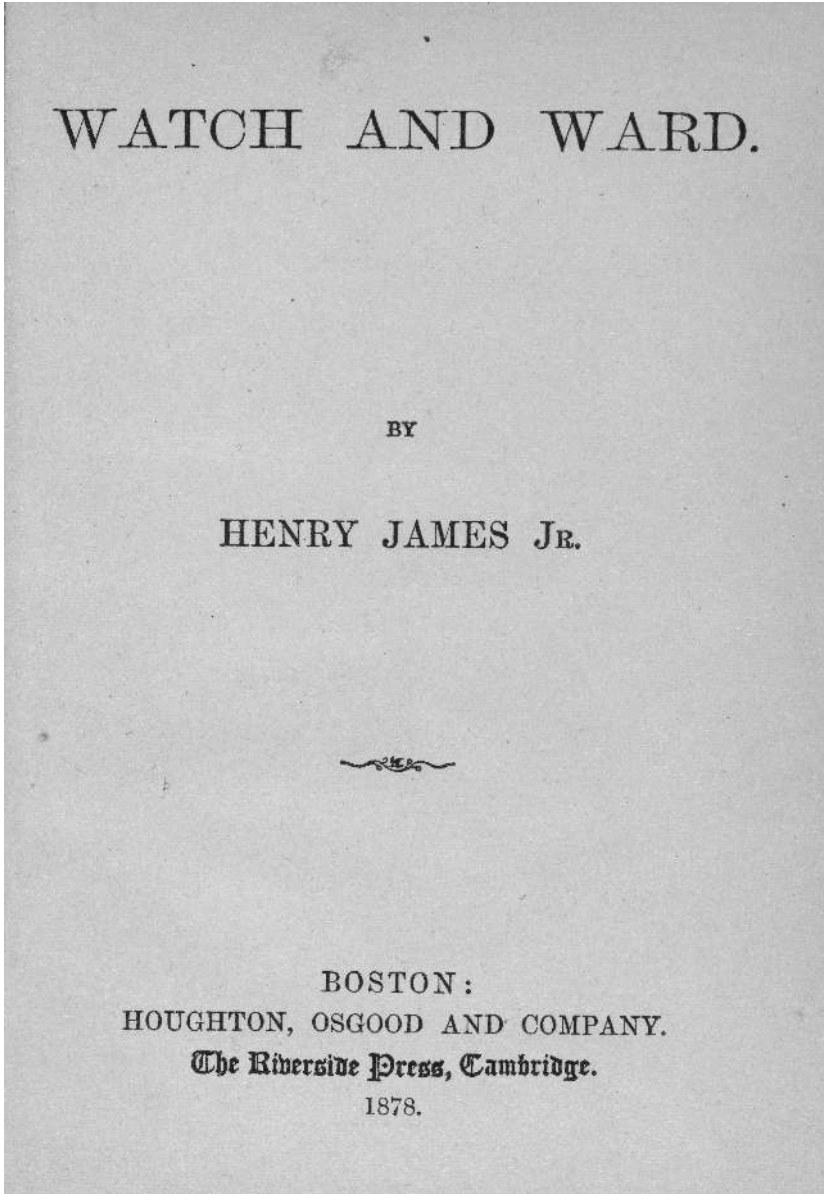 WATCH AND WARD.
BY
HENRY JAMES JR.
BOSTON:
HOUGHTON, OSGOOD AND COMPANY.
The Riverside Press, Cambridge.
1878.